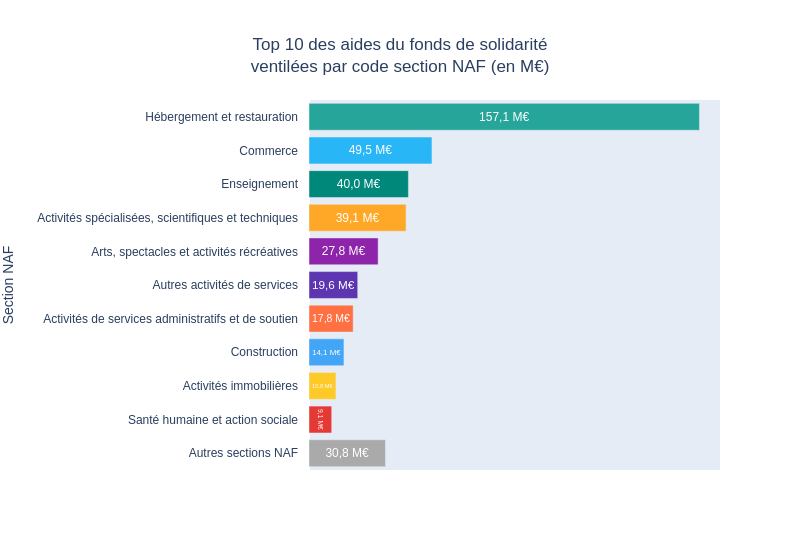 Top 10 des aides du fonds de solidarité
ventilées par code section NAF (en M€)
Section NAF
Hébergement et restauration
157,1 M€
Commerce
49,5 M€
Enseignement
40,0 M€
Activités spécialisées, scientifiques et techniques
39,1 M€
Arts, spectacles et activités récréatives
27,8 M€
Autres activités de services
19,6 M€
Activités de services administratifs et de soutien
17,8 M€
Construction
14,1 M€
Activités immobilières
Santé humaine et action sociale
9,1 M€
Autres sections NAF
30,8 M€